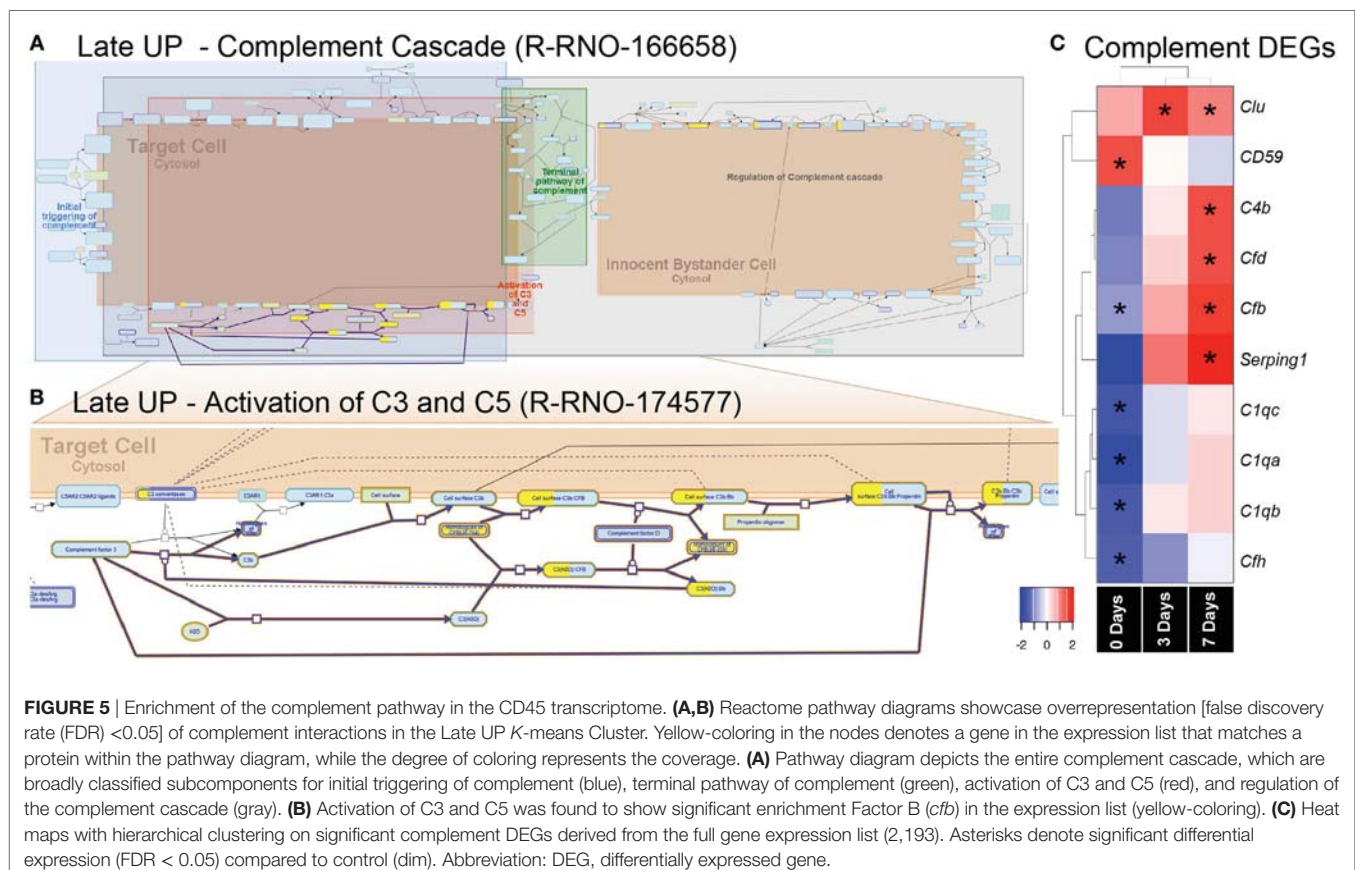 A Late UP - Complement Cascade (R-RNO-166658)
Target Cell
Cytosol
Initial
triggering of
complement
Terminal
pathway of
complement
Activation
of C3
and
C5
Regulation of Complement cascade
Innocent Bystander Cell
Cytosol
B Late UP - Activation of C3 and C5 (R-RNO-174577)
Target Cell
Cytosol
C3 convertases
C3AR1
Cell surface
Cell surface C3b
Cell surface C3b:CFB
Cell surface C3b:Bb
Properdin oligomer
Complement factor D
Complement factor 3
C3b
H2O
C3(H2O)
C3(H2O):CFB
C3(H2O):Bb
C Complement DEGs
* * Clu
* CD59
* C4b
* Cfd
* * Cfb
* Serping1
* C1qc
* C1qa
* C1qb
* Cfh
0 Days
3 Days
7 Days
-2 0 2
FIGURE 5 | Enrichment of the complement pathway in the CD45 transcriptome. (A,B) Reactome pathway diagrams showcase overrepresentation [false discovery
rate (FDR) <0.05] of complement interactions in the Late UP K-means Cluster. Yellow-coloring in the nodes denotes a gene in the expression list that matches a
protein within the pathway diagram, while the degree of coloring represents the coverage. (A) Pathway diagram depicts the entire complement cascade, which are
broadly classified subcomponents for initial triggering of complement (blue), terminal pathway of complement (green), activation of C3 and C5 (red), and regulation of
the complement cascade (gray). (B) Activation of C3 and C5 was found to show significant enrichment Factor B (cfb) in the expression list (yellow-coloring). (C) Heat
maps with hierarchical clustering on significant complement DEGs derived from the full gene expression list (2,193). Asterisks denote significant differential
expression (FDR < 0.05) compared to control (dim). Abbreviation: DEG, differentially expressed gene.